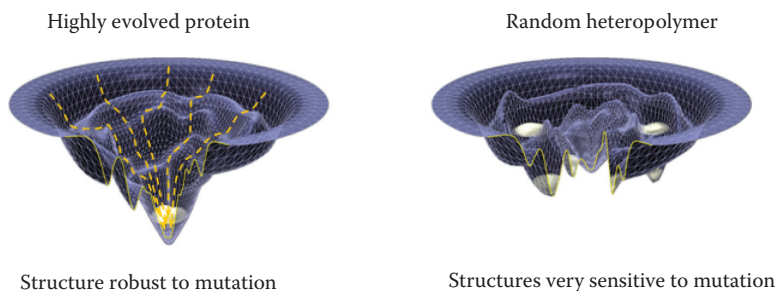 Highly evolved protein
Random heteropolymer
Structure robust to mutation
Structures very sensitive to mutation